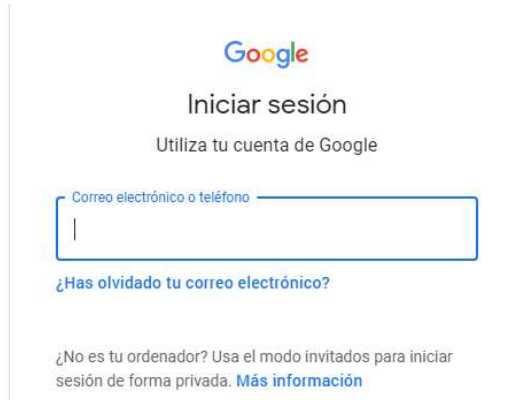 Google
Iniciar sesión
Utiliza tu cuenta de Google
Correo electrónico o teléfono
¿Has olvidado tu correo electrónico?
¿No es tu ordenador? Usa el modo invitados para iniciar
sesión de forma privada. Más información